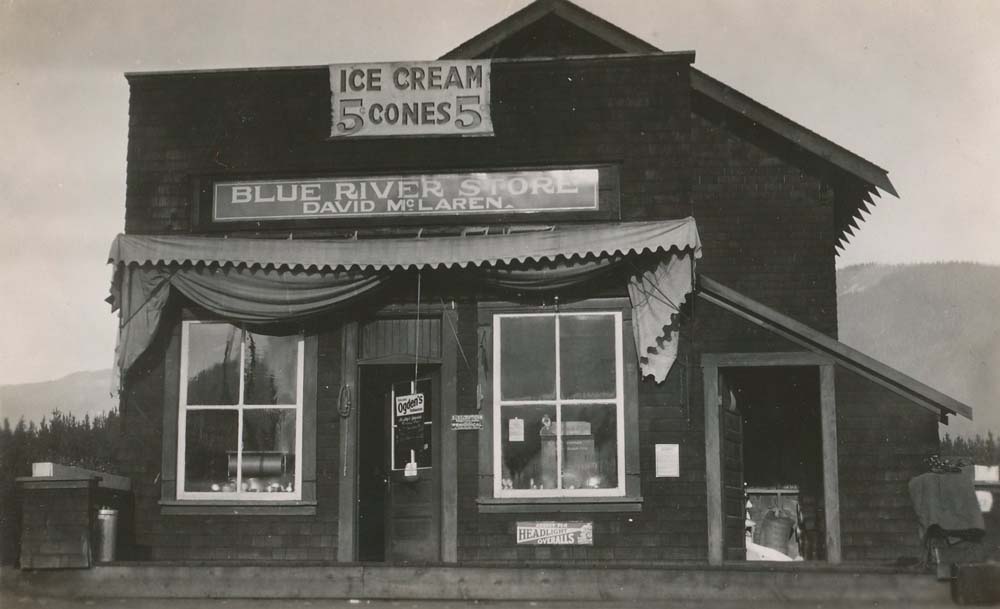 ICE CREAM
5¢ CONES 5¢
BLUE RIVER STORE
DAVID McLAREN.
Ogden's
HEADLIGHT
OVERALLS